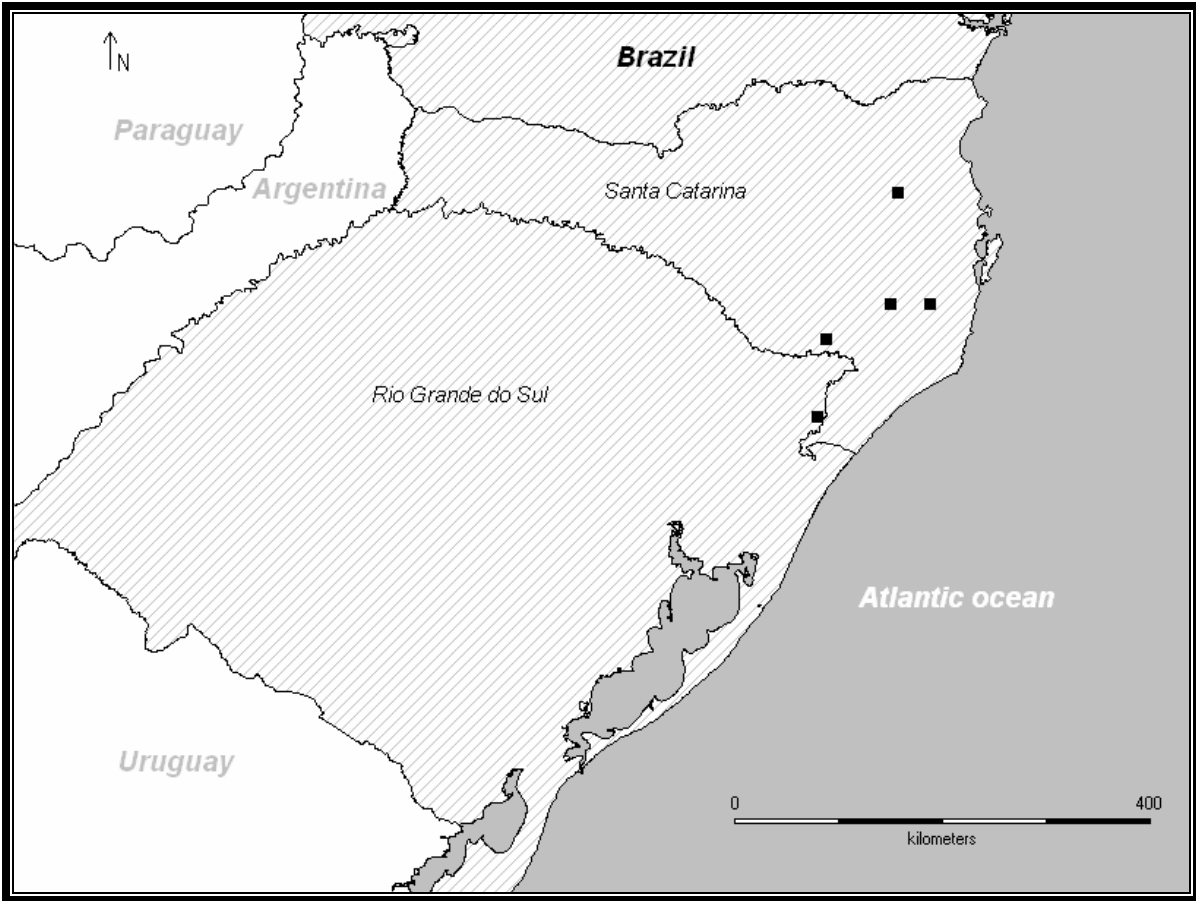 Brazil
N
Paraguay
Argentina
Santa Catarina
Rio Grande do Sul
Atlantic ocean
Uruguay
0 400
kilometers